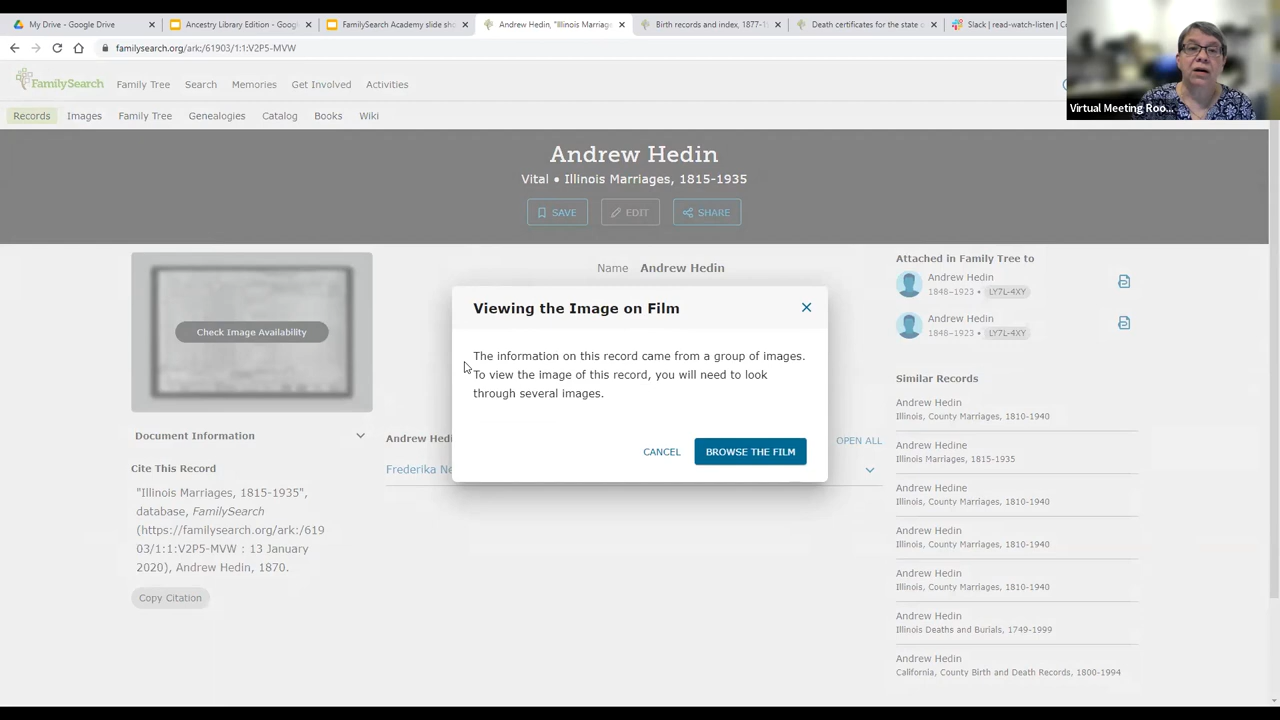 My Drive - Google Drive
Ancestry Library Edition - Googl
FamilySearch Academy slide sho
Andrew Hedin, "Illinois Marriage
Birth records and index, 1877-1
Death certificates for the state o
Slack | read-watch-listen | Co
familysearch.org/ark:/61903/1:1:V2P5-MVW
FamilySearch
Family Tree
Search
Memories
Get Involved
Activities
Virtual Meeting Roo...
Records
Images
Family Tree
Genealogies
Catalog
Books
Wiki
Andrew Hedin
Vital • Illinois Marriages, 1815-1935
SAVE
EDIT
SHARE
Name Andrew Hedin
Check Image Availability
Document Information
Cite This Record
"Illinois Marriages, 1815-1935",
database, FamilySearch
(https://familysearch.org/ark:/619
03/1:1:V2P5-MVW : 13 January
2020), Andrew Hedin, 1870.
Copy Citation
Andrew Hedi
OPEN ALL
Frederika Ne
Viewing the Image on Film
The information on this record came from a group of images.
To view the image of this record, you will need to look
through several images.
CANCEL
BROWSE THE FILM
Attached in Family Tree to
Andrew Hedin
1848–1923 • LY7L-4XY
Andrew Hedin
1848–1923 • LY7L-4XY
Similar Records
Andrew Hedin
Illinois, County Marriages, 1810-1940
Andrew Hedine
Illinois Marriages, 1815-1935
Andrew Hedine
Illinois, County Marriages, 1810-1940
Andrew Hedin
Illinois, County Marriages, 1810-1940
Andrew Hedin
Illinois, County Marriages, 1810-1940
Andrew Hedin
Illinois Deaths and Burials, 1749-1999
Andrew Hedin
California, County Birth and Death Records, 1800-1994